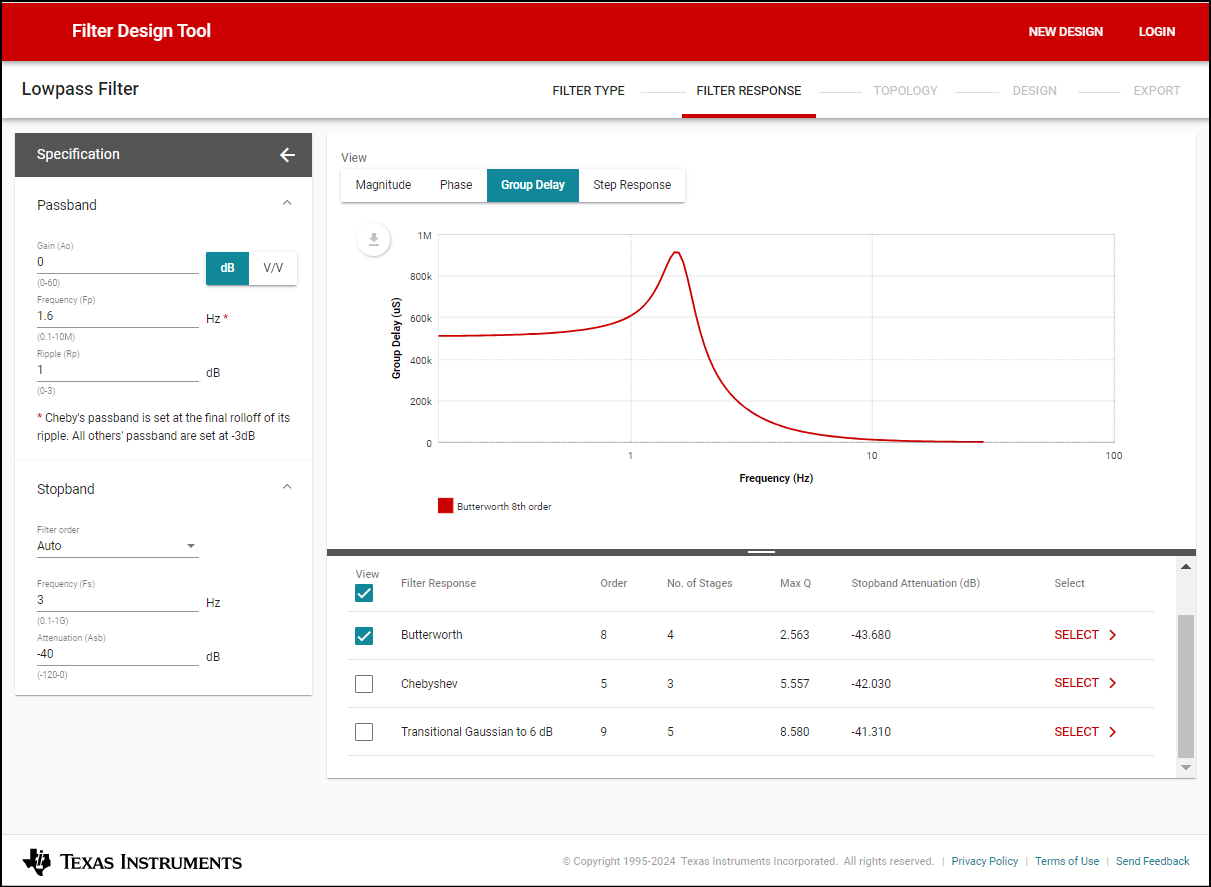 Filter Design Tool
NEW DESIGN LOGIN
Lowpass Filter
FILTER TYPE FILTER RESPONSE TOPOLOGY DESIGN EXPORT
Specification
Passband
Gain (Ao)
0
dB V/V
(0-60)
Frequency (Fp)
1.6
Hz *
(0.1-10M)
Ripple (Rp)
1
dB
(0-3)
* Cheby's passband is set at the final rolloff of its
ripple. All others' passband are set at -3dB
Stopband
Filter order
Auto
Frequency (Fs)
3
Hz
(0.1-1G)
Attenuation (Asb)
-40
dB
(-120-0)
View
Magnitude Phase Group Delay Step Response
Group Delay (uS)
1M
800k
600k
400k
200k
0
1 10 100
Frequency (Hz)
Butterworth 8th order
View Filter Response Order No. of Stages Max Q Stopband Attenuation (dB) Select
Butterworth 8 4 2.563 -43.680 SELECT
Chebyshev 5 3 5.557 -42.030 SELECT
Transitional Gaussian to 6 dB 9 5 8.580 -41.310 SELECT
TEXAS INSTRUMENTS
© Copyright 1995-2024 Texas Instruments Incorporated. All rights reserved. | Privacy Policy | Terms of Use | Send Feedback